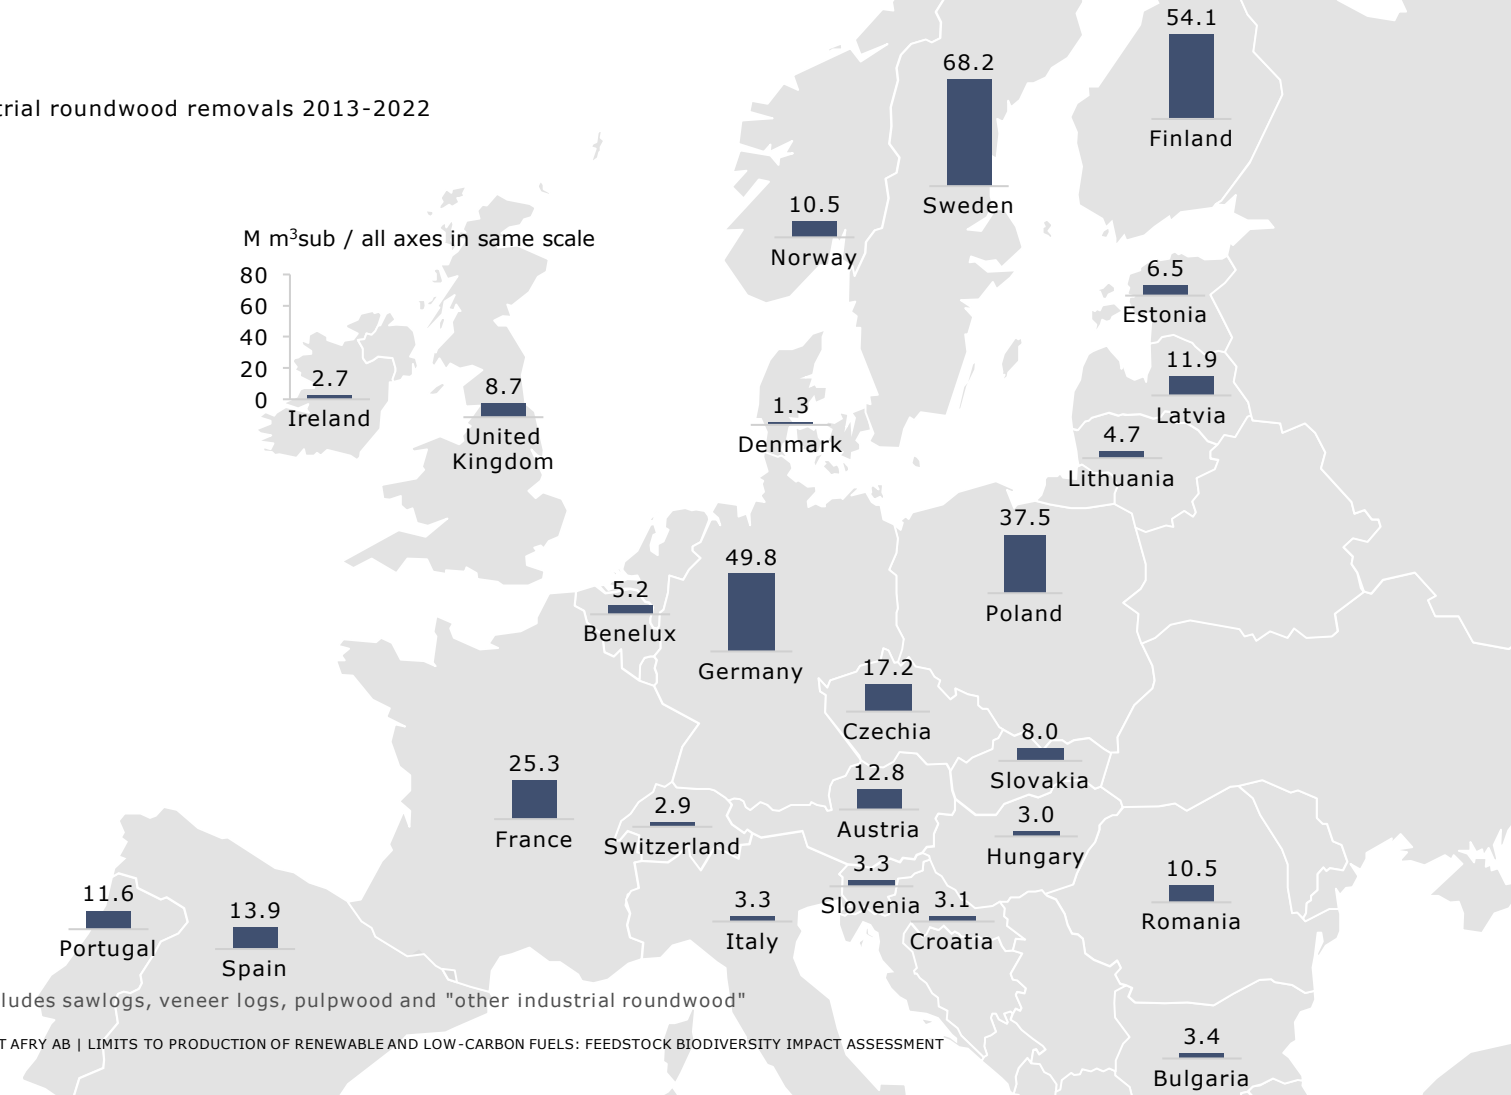 54.1
Finland
68.2
Sweden
trial roundwood removals 2013-2022
10.5
Norway
M m³sub / all axes in same scale
80
60
40
20
0
2.7
Ireland
8.7
United
Kingdom
6.5
Estonia
11.9
Latvia
1.3
Denmark
4.7
Lithuania
37.5
Poland
49.8
Germany
5.2
Benelux
17.2
Czechia
8.0
Slovakia
25.3
France
2.9
Switzerland
12.8
Austria
3.0
Hungary
3.3
Slovenia
10.5
Romania
11.6
Portugal
13.9
Spain
3.3
Italy
3.1
Croatia
ludes sawlogs, veneer logs, pulpwood and "other industrial roundwood"
T AFRY AB | LIMITS TO PRODUCTION OF RENEWABLE AND LOW-CARBON FUELS: FEEDSTOCK BIODIVERSITY IMPACT ASSESSMENT
3.4
Bulgaria